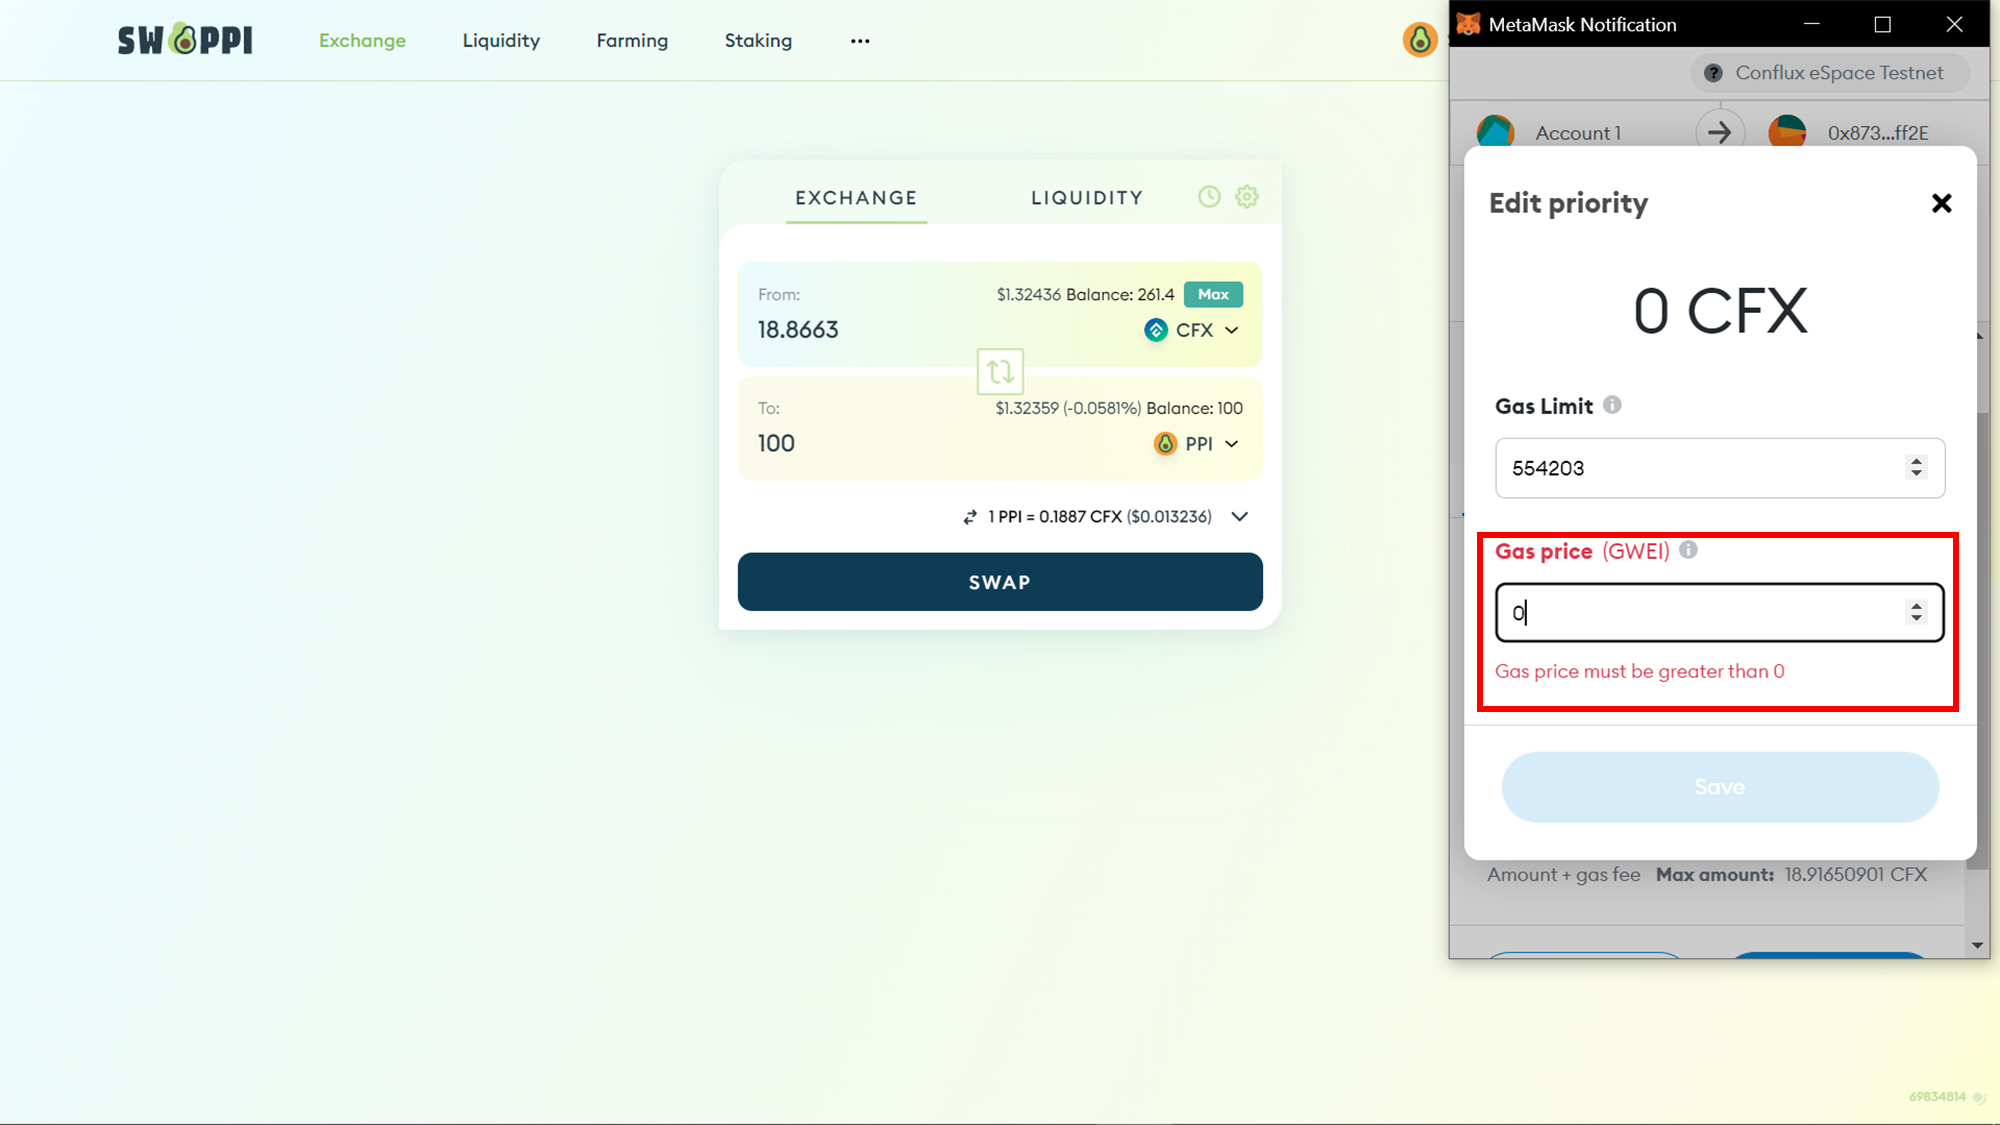 SWAPPI
Exchange
Liquidity
Farming
Staking
EXCHANGE
LIQUIDITY
From:
$1.32436 Balance: 261.4
Max
18.8663
CFX
To:
$1.32359 (-0.0581%) Balance: 100
100
PPI
1 PPI = 0.1887 CFX ($0.013236)
SWAP
MetaMask Notification
Conflux eSpace Testnet
Account 1
0x873...ff2E
Edit priority
0 CFX
Gas Limit
554203
Gas price (GWEI)
0
Gas price must be greater than 0
Save
Amount + gas fee Max amount: 18.91650901 CFX
69834814